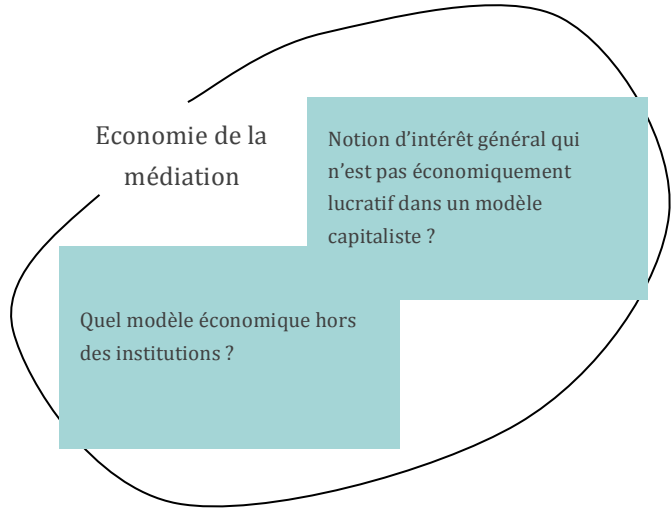 Economie de la
médiation
Notion d’intérêt général qui
n’est pas économiquement
lucratif dans un modèle
capitaliste ?
Quel modèle économique hors
des institutions ?